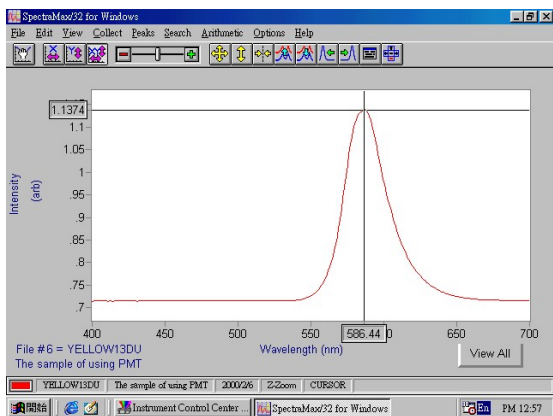 SpectraMax/32 for Windows
File Edit View Collect Peaks Search Arithmetic Options Help
1.1374
1.1
1.05
1
.95
.9
.85
.8
.75
.7
Intensity
(arb)
400 450 500 550 586.44 650 700
Wavelength (nm)
File #6 = YELLOW13DU
The sample of using PMT
View All
YELLOW13DU The sample of using PMT 2000/2/6 Z-Zoom CURSOR
開始 Instrument Control Center ... SpectraMax/32 for Windows En PM 12:57